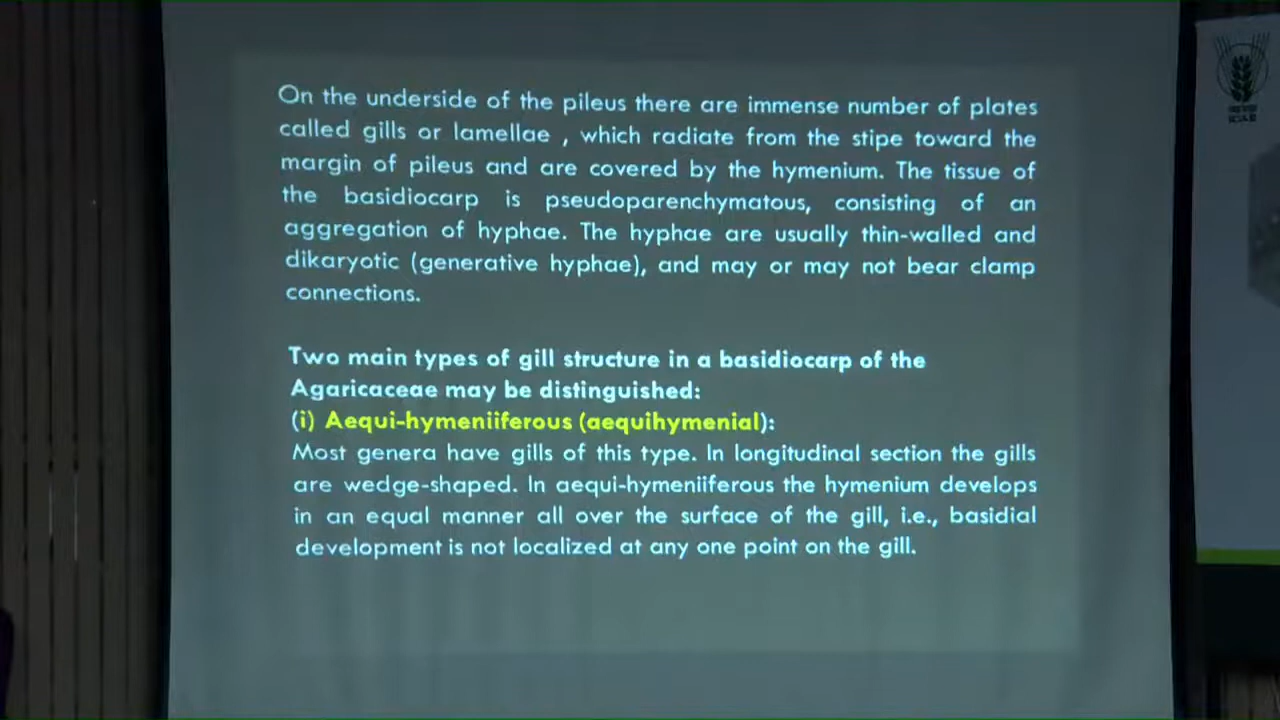 On the underside of the pileus there are immense number of plates
called gills or lamellae , which radiate from the stipe toward the
margin of pileus and are covered by the hymenium. The tissue of
the basidiocarp is pseudoparenchymatous, consisting of an
aggregation of hyphae. The hyphae are usually thin-walled and
dikaryotic (generative hyphae), and may or may not bear clamp
connections.
Two main types of gill structure in a basidiocarp of the
Agaricaceae may be distinguished:
(i) Aequi-hymeniiferous (aequihymenial):
Most genera have gills of this type. In longitudinal section the gills
are wedge-shaped. In aequi-hymeniiferous the hymenium develops
in an equal manner all over the surface of the gill, i.e., basidial
development is not localized at any one point on the gill.